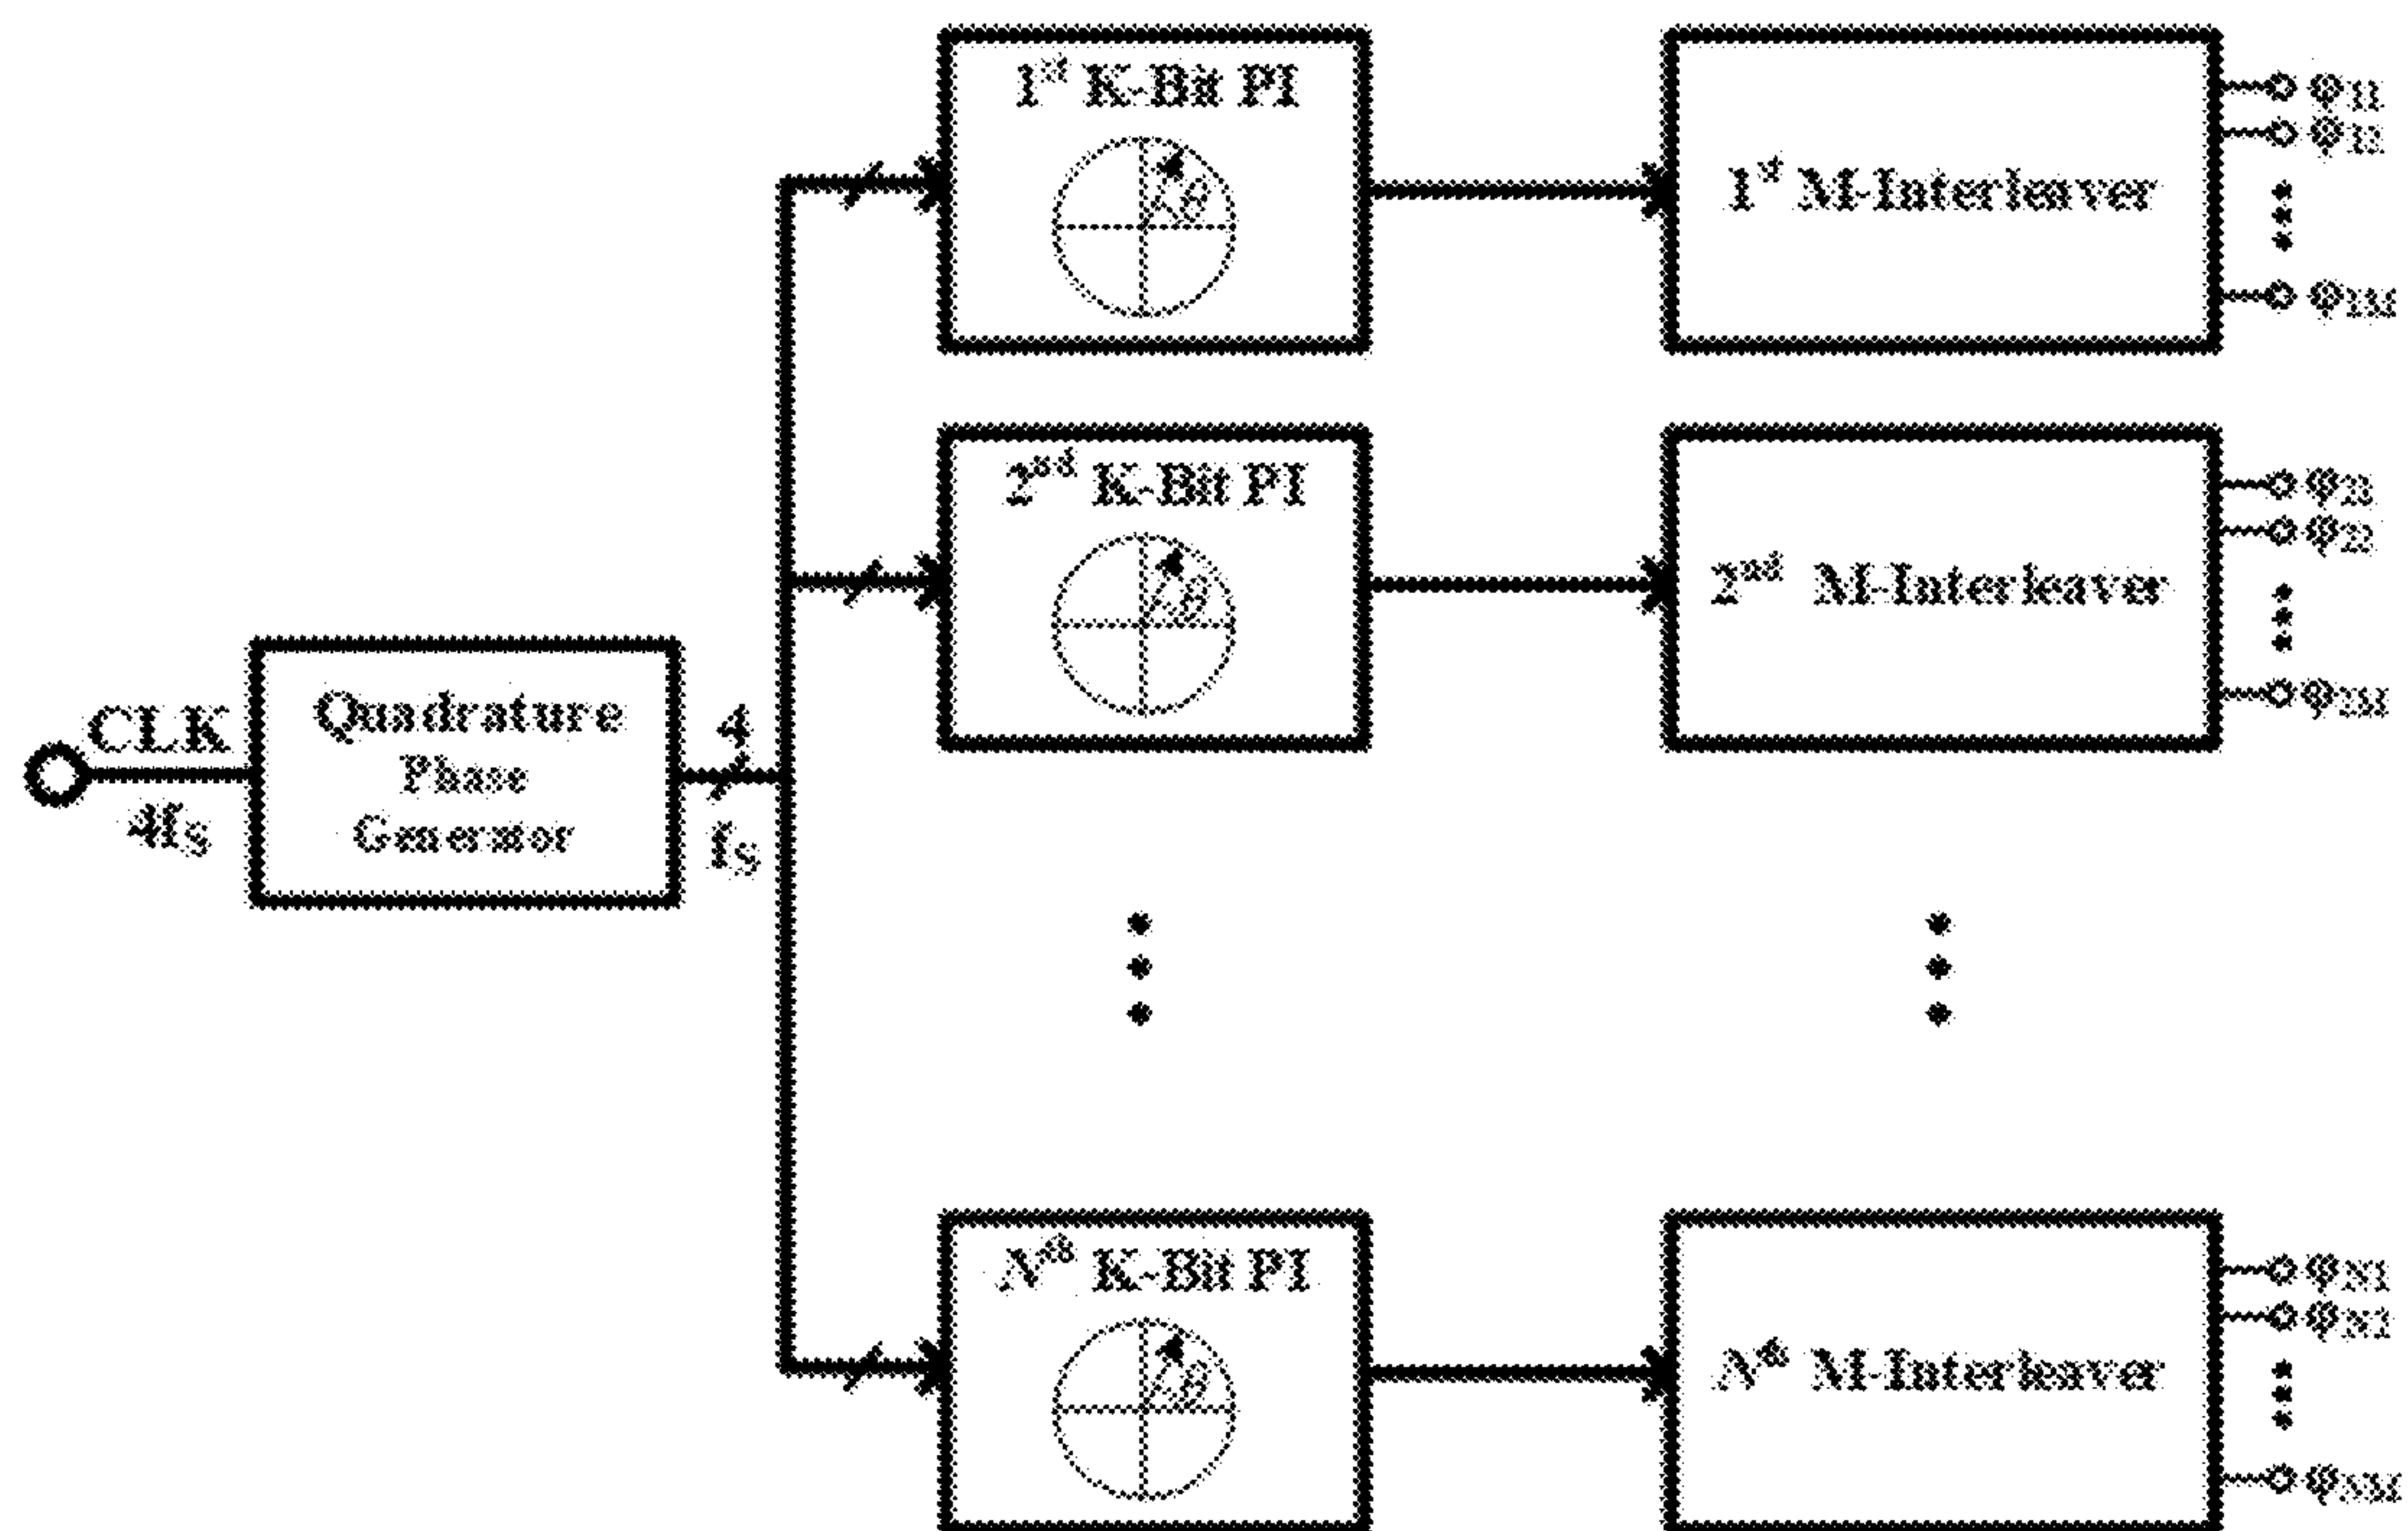 1st K-Bit PI
∠θ
1st M-Interleaver
φ11
φ12
φ1M
2nd K-Bit PI
∠θ
2nd M-Interleaver
φ21
φ22
φ2M
CLK
4fS
Quadrature
Phase
Generator
4
fS
Nth K-Bit PI
∠θ
Nth M-Interleaver
φN1
φN2
φNM